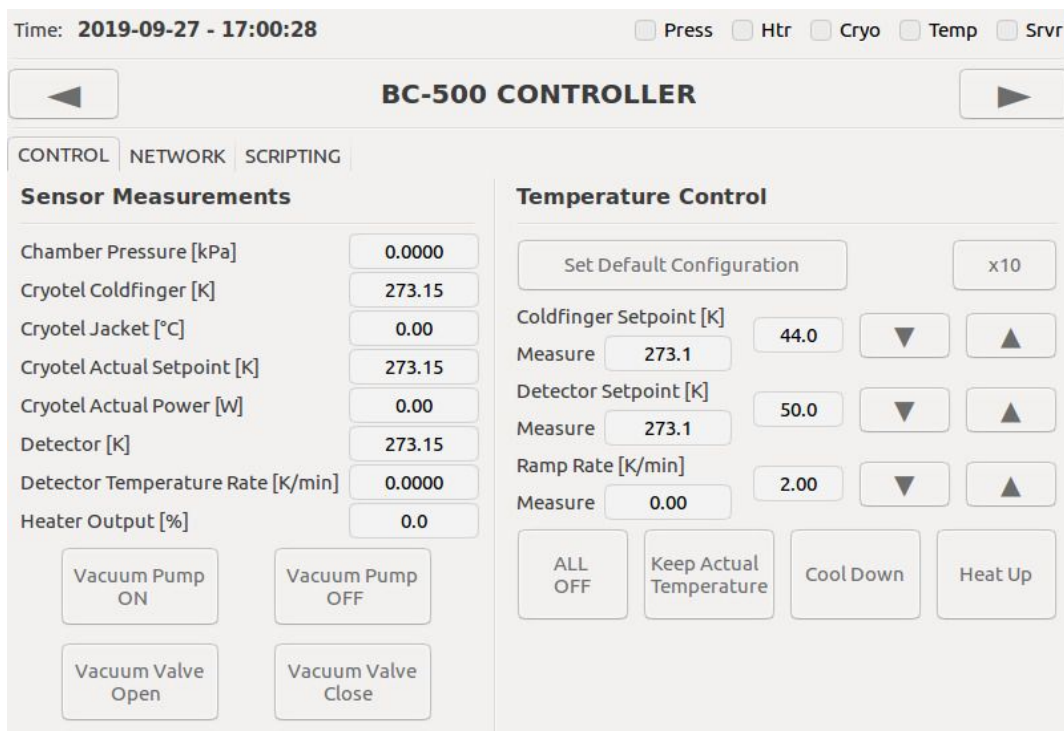 Time: 2019-09-27 - 17:00:28 Press Htr Cryo Temp Srvr
BC-500 CONTROLLER
CONTROL NETWORK SCRIPTING
Sensor Measurements
Chamber Pressure [kPa] 0.0000
Cryotel Coldfinger [K] 273.15
Cryotel Jacket [°C] 0.00
Cryotel Actual Setpoint [K] 273.15
Cryotel Actual Power [W] 0.00
Detector [K] 273.15
Detector Temperature Rate [K/min] 0.0000
Heater Output [%] 0.0
Vacuum Pump
ON
Vacuum Pump
OFF
Vacuum Valve
Open
Vacuum Valve
Close
Temperature Control
Set Default Configuration x10
Coldfinger Setpoint [K]
44.0
Measure 273.1
Detector Setpoint [K]
50.0
Measure 273.1
Ramp Rate [K/min]
2.00
Measure 0.00
ALL
OFF
Keep Actual
Temperature
Cool Down
Heat Up